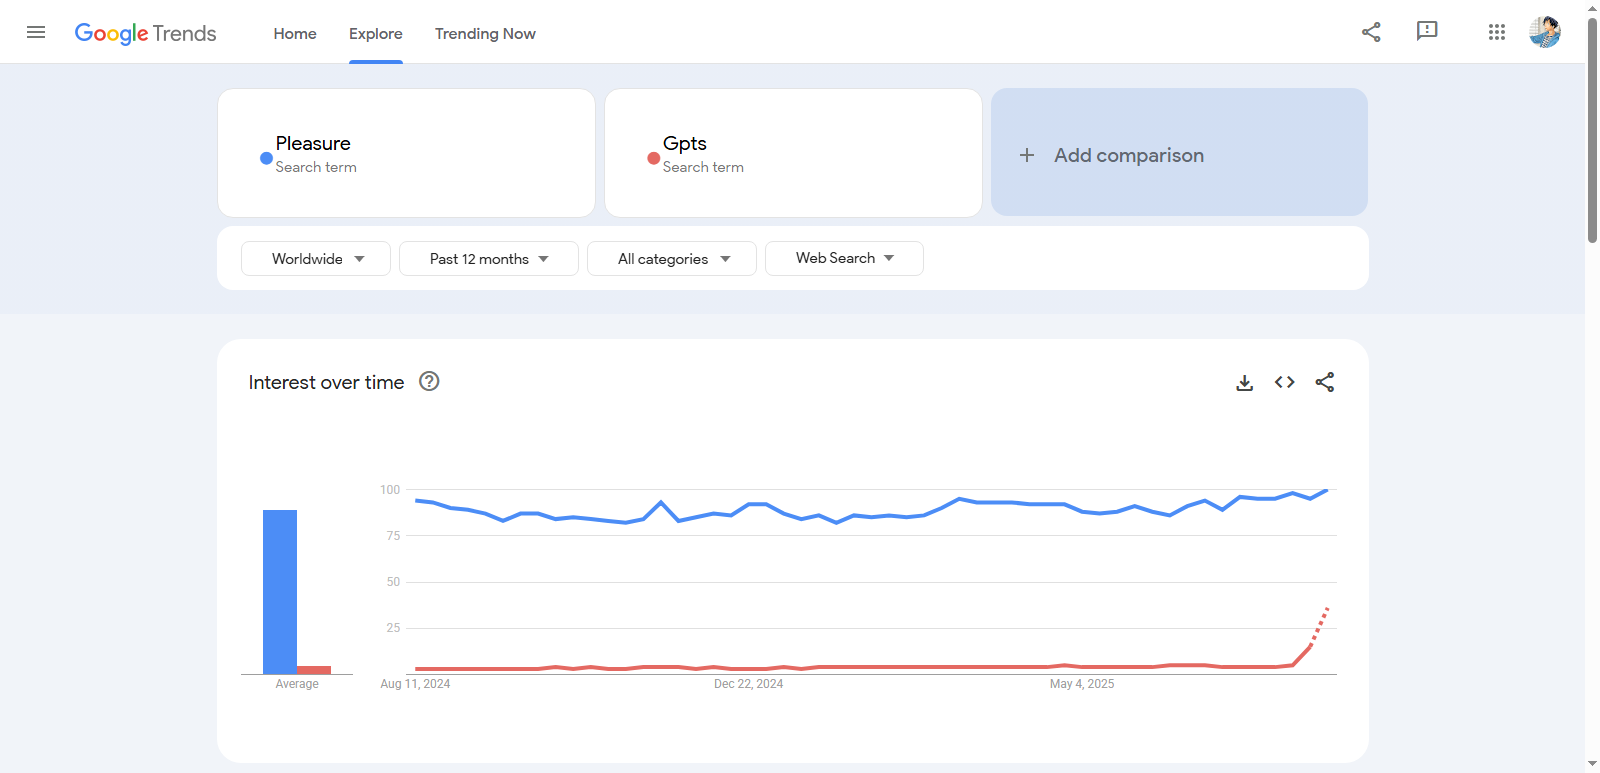 Google Trends
Home
Explore
Trending Now
Pleasure
Search term
Gpts
Search term
+ Add comparison
Worldwide
Past 12 months
All categories
Web Search
Interest over time
?
100
75
50
25
Average
Aug 11, 2024
Dec 22, 2024
May 4, 2025